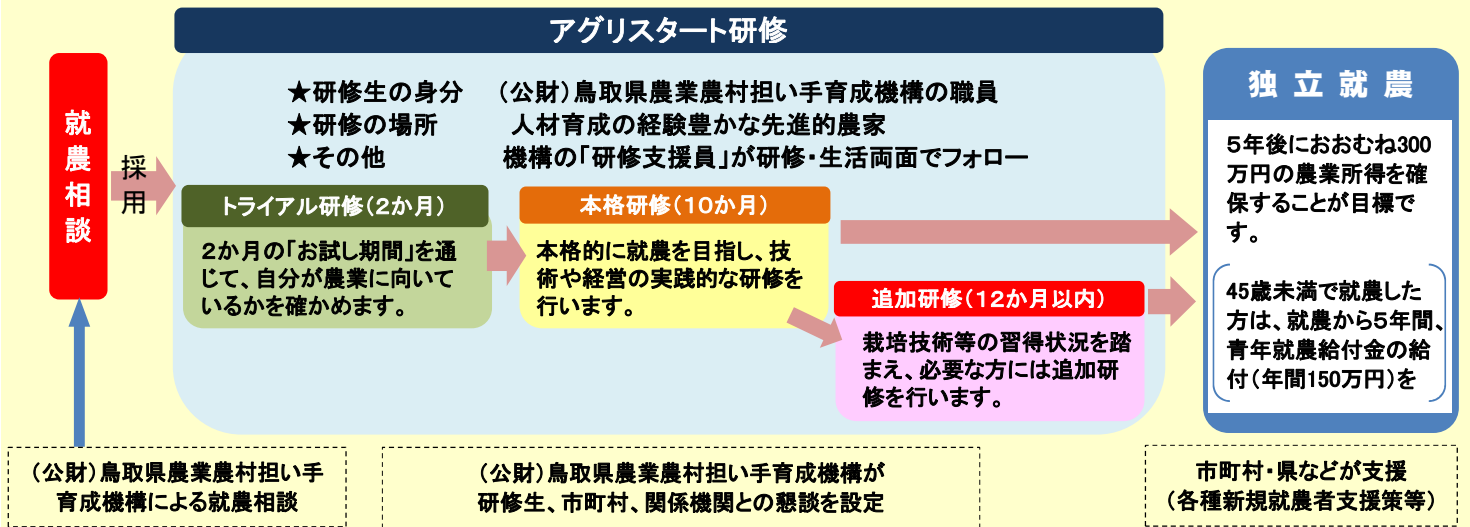 アグリスタート研修
就農相談
採用
★研修生の身分 （公財）鳥取県農業農村担い手育成機構の職員
★研修の場所 人材育成の経験豊かな先進的農家
★その他 機構の「研修支援員」が研修・生活両面でフォロー
トライアル研修（２か月）
２か月の「お試し期間」を通
じて、自分が農業に向いて
いるかを確かめます。
本格研修（１０か月）
本格的に就農を目指し、技
術や経営の実践的な研修を
行います。
追加研修（１２か月以内）
栽培技術等の習得状況を踏
まえ、必要な方には追加研
修を行います。
独立就農
５年後におおむね300
万円の農業所得を確
保することが目標で
す。
45歳未満で就農した
方は、就農から５年間、
青年就農給付金の給
付（年間150万円）を
（公財）鳥取県農業農村担い手
育成機構による就農相談
（公財）鳥取県農業農村担い手育成機構が
研修生、市町村、関係機関との懇談を設定
市町村・県などが支援
（各種新規就農者支援策等）